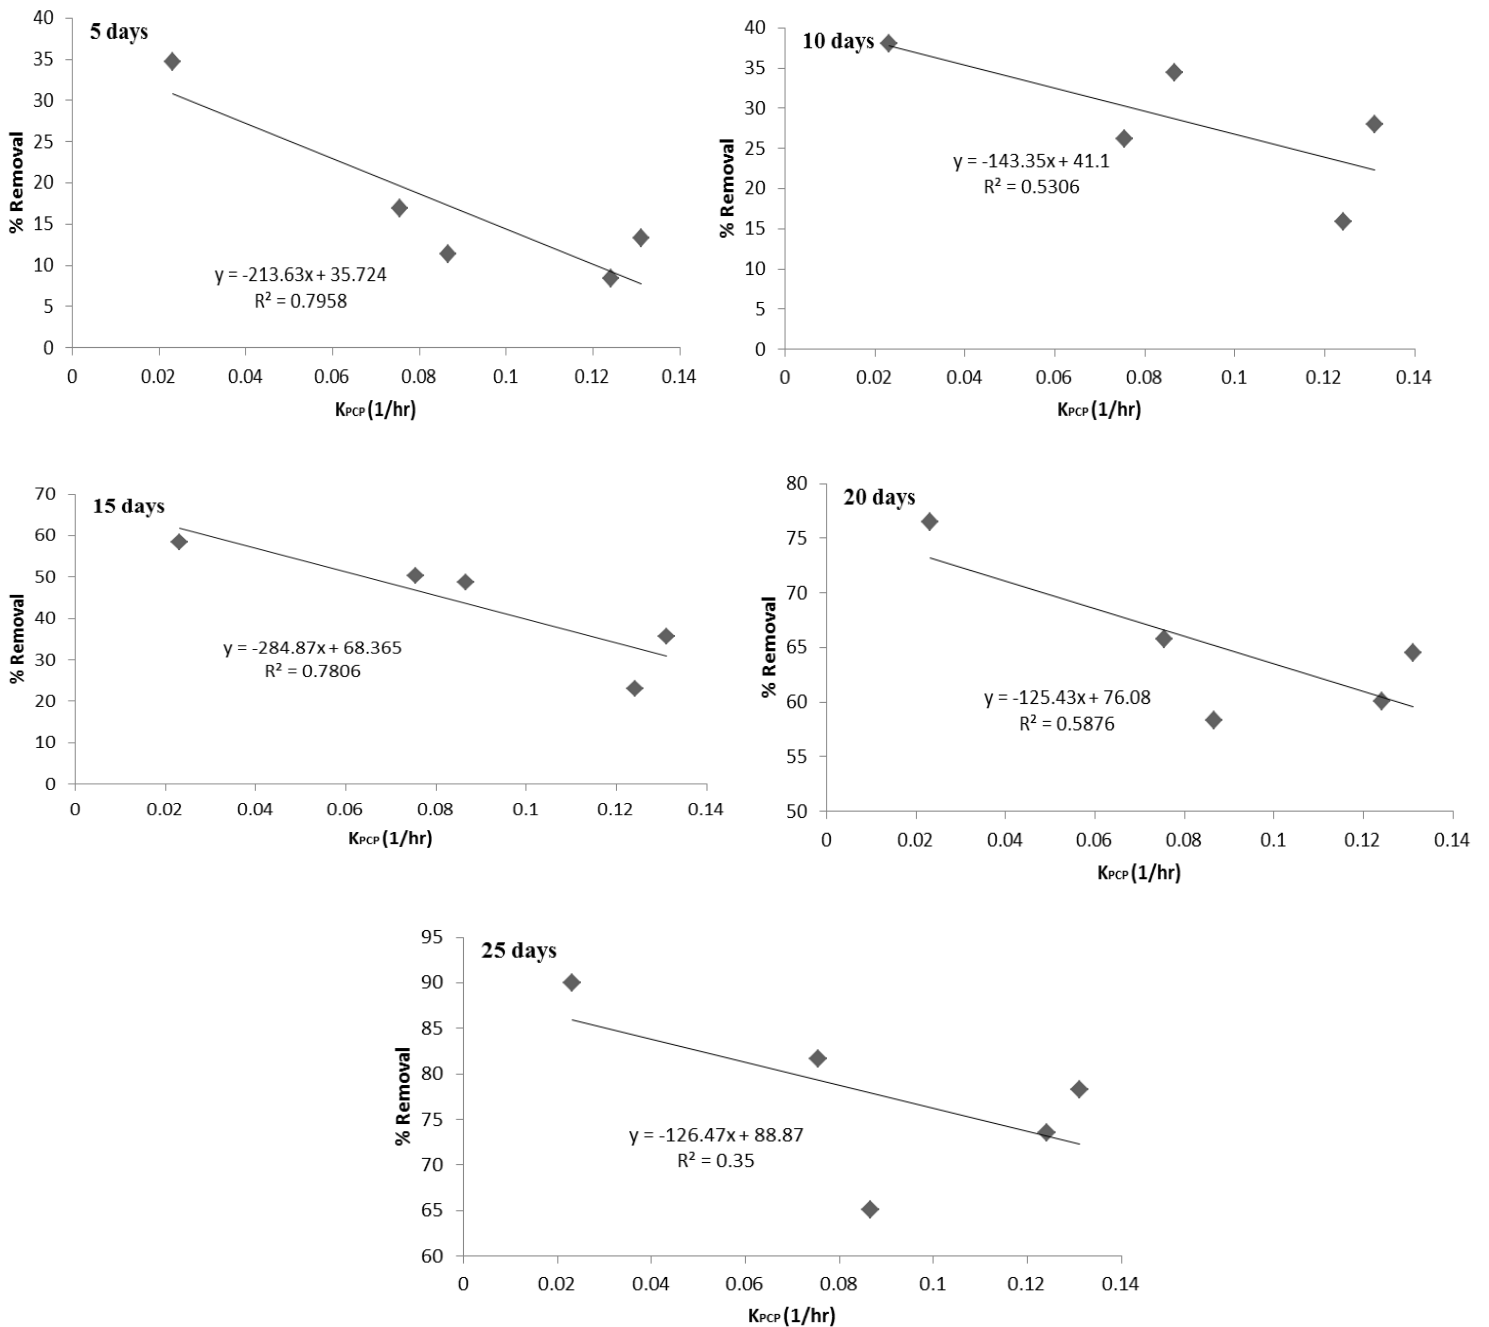 5 days
40
35
30
25
20
15
10
5
0
% Removal
y = -213.63x + 35.724
R² = 0.7958
0 0.02 0.04 0.06 0.08 0.1 0.12 0.14
KPCP (1/hr)
10 days
40
35
30
25
20
15
10
5
0
% Removal
y = -143.35x + 41.1
R² = 0.5306
0 0.02 0.04 0.06 0.08 0.1 0.12 0.14
KPCP (1/hr)
15 days
70
60
50
40
30
20
10
0
% Removal
y = -284.87x + 68.365
R² = 0.7806
0 0.02 0.04 0.06 0.08 0.1 0.12 0.14
KPCP (1/hr)
20 days
80
75
70
65
60
55
50
% Removal
y = -125.43x + 76.08
R² = 0.5876
0 0.02 0.04 0.06 0.08 0.1 0.12 0.14
KPCP (1/hr)
25 days
95
90
85
80
75
70
65
60
% Removal
y = -126.47x + 88.87
R² = 0.35
0 0.02 0.04 0.06 0.08 0.1 0.12 0.14
KPCP (1/hr)